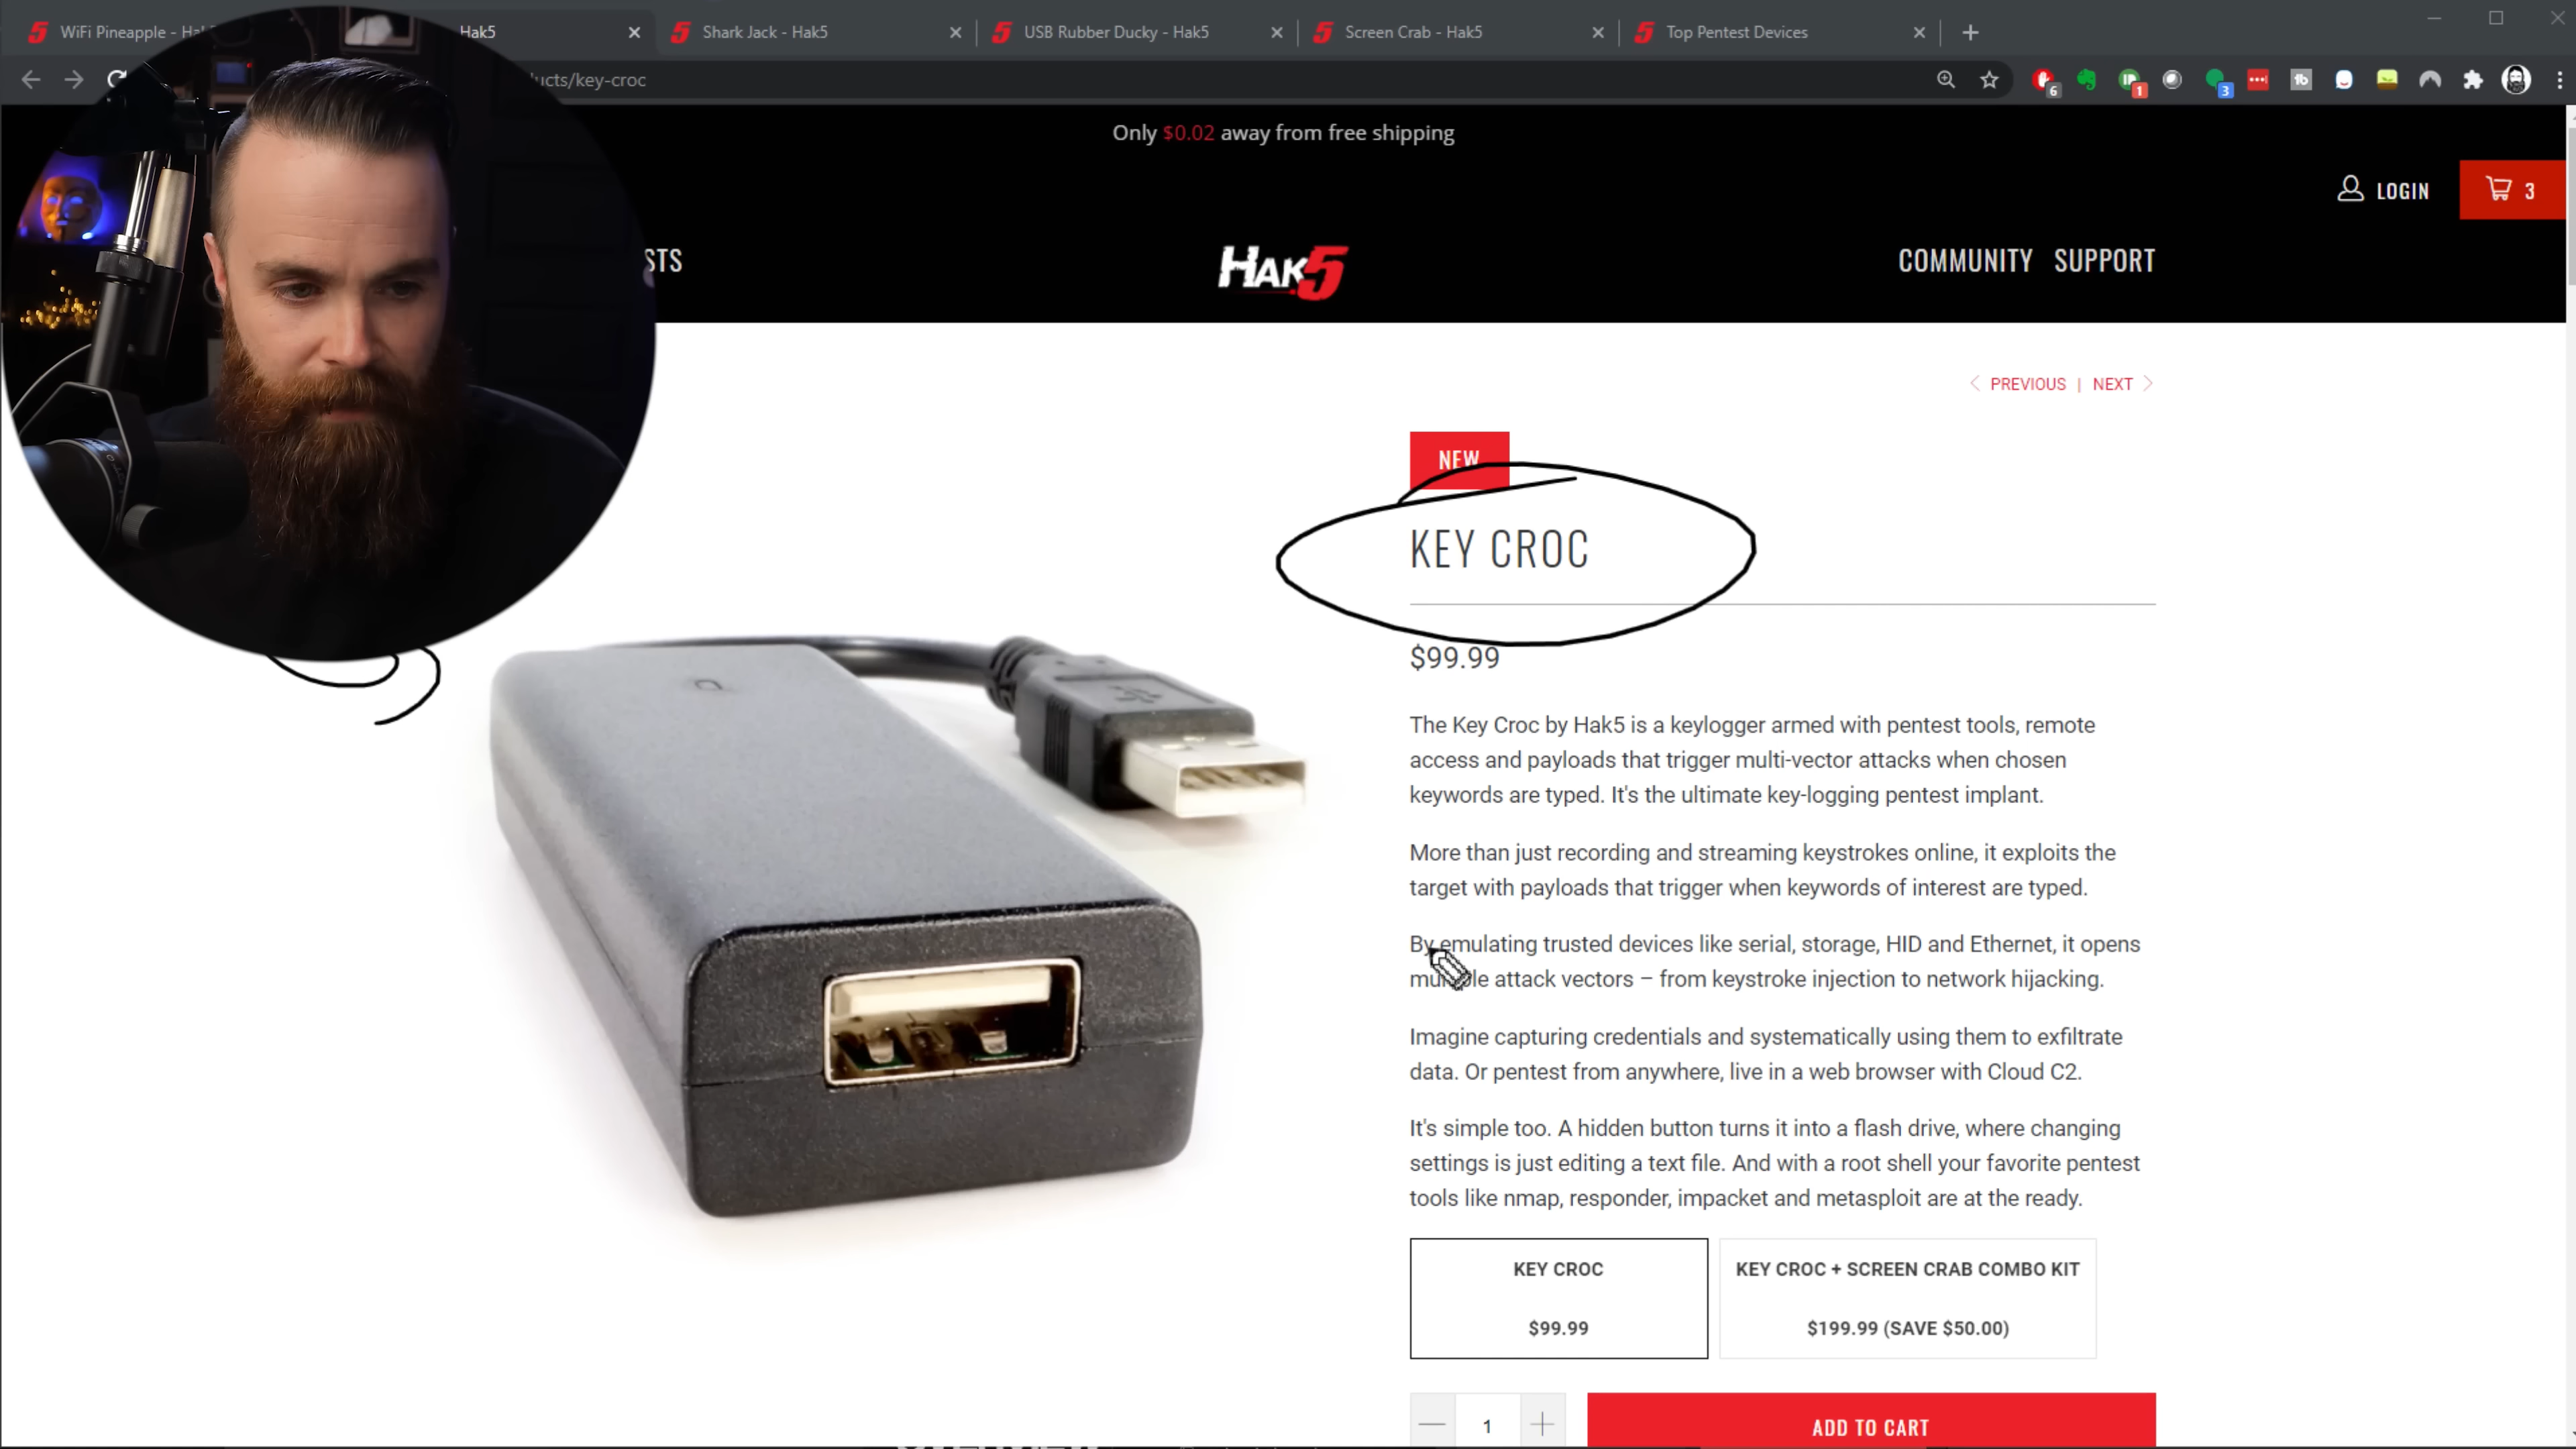 WiFi Pineapple - Hak
Hak5
Shark Jack - Hak5
USB Rubber Ducky - Hak5
Screen Crab - Hak5
Top Pentest Devices
ucts/key-croc
6
1
3
Only $0.02 away from free shipping
LOGIN
3
STS
HAK5
COMMUNITY
SUPPORT
PREVIOUS | NEXT
NEW
KEY CROC
$99.99
The Key Croc by Hak5 is a keylogger armed with pentest tools, remote
access and payloads that trigger multi-vector attacks when chosen
keywords are typed. It's the ultimate key-logging pentest implant.
More than just recording and streaming keystrokes online, it exploits the
target with payloads that trigger when keywords of interest are typed.
By emulating trusted devices like serial, storage, HID and Ethernet, it opens
multiple attack vectors – from keystroke injection to network hijacking.
Imagine capturing credentials and systematically using them to exfiltrate
data. Or pentest from anywhere, live in a web browser with Cloud C2.
It's simple too. A hidden button turns it into a flash drive, where changing
settings is just editing a text file. And with a root shell your favorite pentest
tools like nmap, responder, impacket and metasploit are at the ready.
KEY CROC
$99.99
KEY CROC + SCREEN CRAB COMBO KIT
$199.99 (SAVE $50.00)
1
ADD TO CART